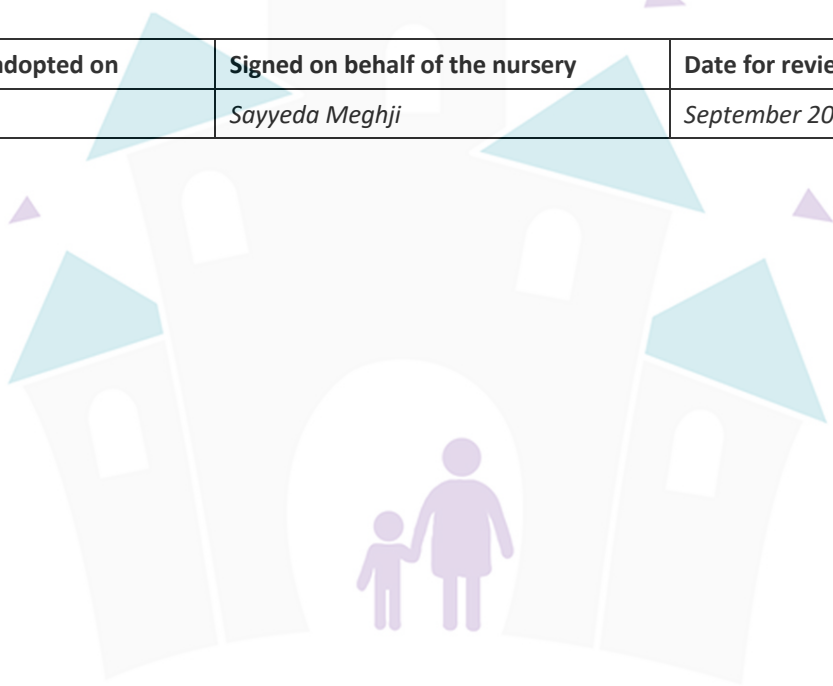 adopted on Signed on behalf of the nursery Date for revie
Sayyeda Meghji September 20